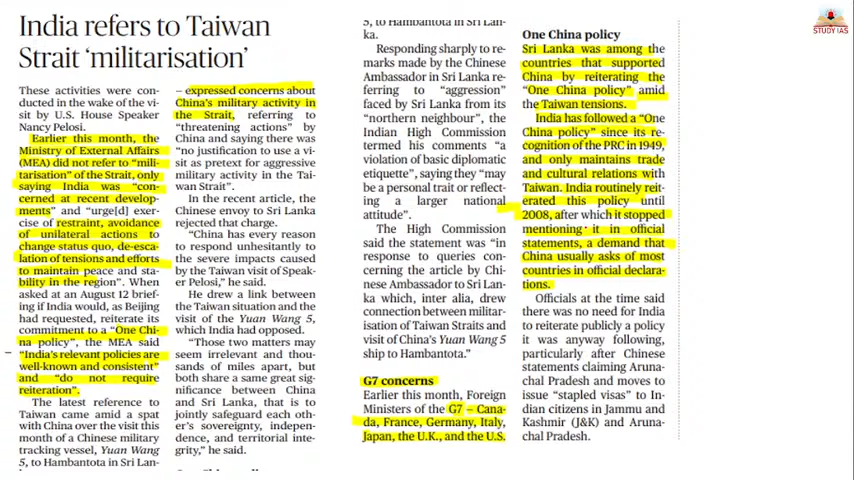 India refers to Taiwan
Strait ‘militarisation’
These activities were con-
ducted in the wake of the vi-
sit by U.S. House Speaker
Nancy Pelosi.
Earlier this month, the
Ministry of External Affairs
(MEA) did not refer to “mili-
tarisation” of the Strait, only
saying India was “con-
cerned at recent develop-
ments” and “urge[d] exer-
cise of restraint, avoidance
of unilateral actions to
change status quo, de-esca-
lation of tensions and efforts
to maintain peace and sta-
bility in the region”. When
asked at an August 12 brief-
ing if India would, as Beijing
had requested, reiterate its
commitment to a “One Chi-
na policy”, the MEA said
“India’s relevant policies are
well-known and consistent”
and “do not require
reiteration”.
The latest reference to
Taiwan came amid a spat
with China over the visit this
month of a Chinese military
tracking vessel, Yuan Wang
5, to Hambantota in Sri Lan-
– expressed concerns about
China’s military activity in
the Strait, referring to
“threatening actions” by
China and saying there was
“no justification to use a vi-
sit as pretext for aggressive
military activity in the Tai-
wan Strait”.
In the recent article, the
Chinese envoy to Sri Lanka
rejected that charge.
“China has every reason
to respond unhesitantly to
the severe impacts caused
by the Taiwan visit of Speak-
er Pelosi,” he said.
He drew a link between
the Taiwan situation and the
visit of the Yuan Wang 5,
which India had opposed.
“Those two matters may
seem irrelevant and thou-
sands of miles apart, but
both share a same great sig-
nificance between China
and Sri Lanka, that is to
jointly safeguard each oth-
er’s sovereignty, indepen-
dence, and territorial inte-
grity,” he said.
5, to Hambantota in Sri Lan-
ka.
Responding sharply to re-
marks made by the Chinese
Ambassador in Sri Lanka re-
ferring to “aggression”
faced by Sri Lanka from its
“northern neighbour”, the
Indian High Commission
termed his comments “a
violation of basic diplomatic
etiquette”, saying they “may
be a personal trait or reflect-
ing a larger national
attitude”.
The High Commission
said the statement was “in
response to queries con-
cerning the article by Chi-
nese Ambassador to Sri Lan-
ka which, inter alia, drew
connection between militar-
isation of Taiwan Straits and
visit of China’s Yuan Wang 5
ship to Hambantota.”
G7 concerns
Earlier this month, Foreign
Ministers of the G7 – Cana-
da, France, Germany, Italy,
Japan, the U.K., and the U.S.
One China policy
Sri Lanka was among the
countries that supported
China by reiterating the
“One China policy” amid
the Taiwan tensions.
India has followed a “One
China policy” since its re-
cognition of the PRC in 1949,
and only maintains trade
and cultural relations with
Taiwan. India routinely reit-
erated this policy until
2008, after which it stopped
mentioning it in official
statements, a demand that
China usually asks of most
countries in official declara-
tions.
Officials at the time said
there was no need for India
to reiterate publicly a policy
it was anyway following,
particularly after Chinese
statements claiming Aruna-
chal Pradesh and moves to
issue “stapled visas” to In-
dian citizens in Jammu and
Kashmir (J&K) and Aruna-
chal Pradesh.
STUDY IAS